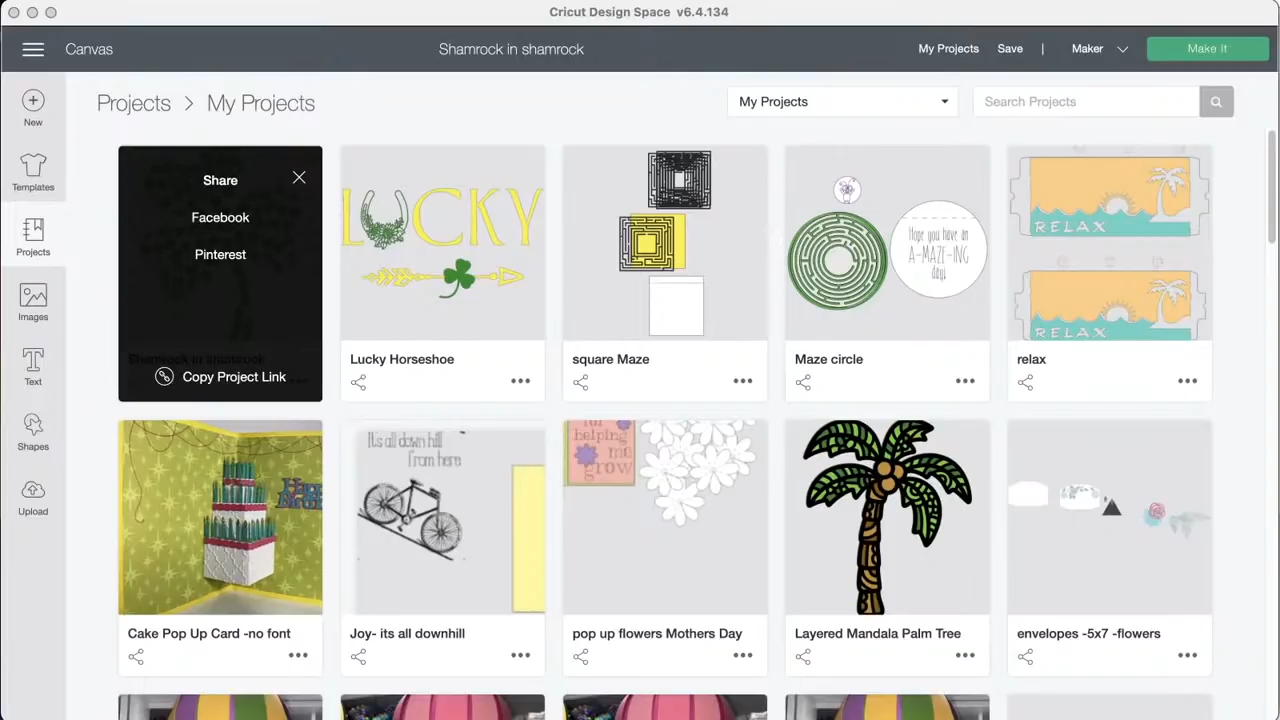 Cricut Design Space v6.4.134
Canvas
Shamrock in shamrock
My Projects
Save
|
Maker
Make It
New
Templates
Projects
Images
Text
Shapes
Upload
Projects > My Projects
My Projects
Search Projects
Share
Facebook
Pinterest
Shamrock in shamrock
Copy Project Link
LUCKY
Lucky Horseshoe
square Maze
Hope you have an
A-MAZE-ING
day!
Maze circle
RELAX
RELAX
relax
Cake Pop Up Card -no font
It's all down hill
from here
Joy- its all downhill
for
helping
me
grow
pop up flowers Mothers Day
Layered Mandala Palm Tree
envelopes -5x7 -flowers